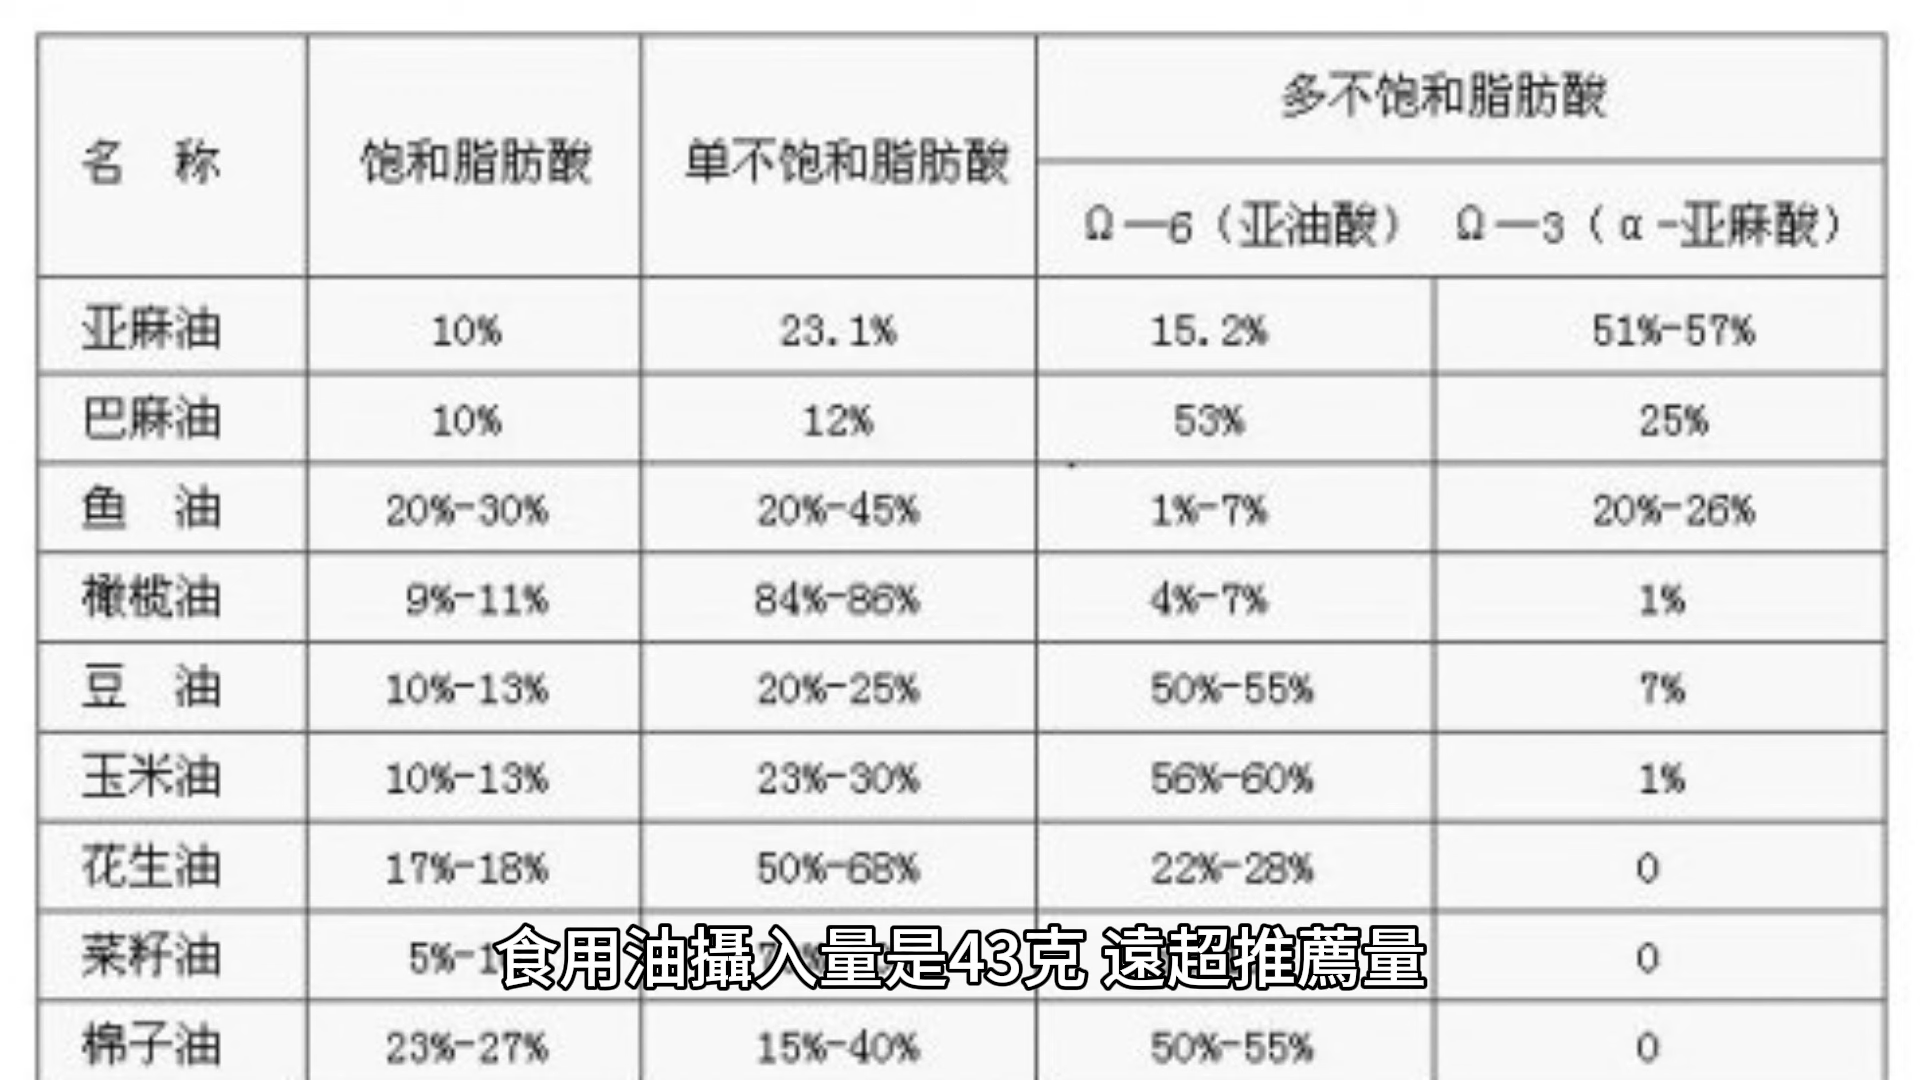 名 称 饱和脂肪酸 单不饱和脂肪酸 多不饱和脂肪酸
Ω—6（亚油酸） Ω—3（α-亚麻酸）
亚麻油 10% 23.1% 15.2% 51%-57%
巴麻油 10% 12% 53% 25%
鱼 油 20%-30% 20%-45% 1%-7% 20%-26%
橄榄油 9%-11% 84%-86% 4%-7% 1%
豆 油 10%-13% 20%-25% 50%-55% 7%
玉米油 10%-13% 23%-30% 56%-60% 1%
花生油 17%-18% 50%-68% 22%-28% 0
菜籽油 0
食用油攝入量是43克 遠超推薦量
棉子油 23%-27% 15%-40% 50%-55% 0